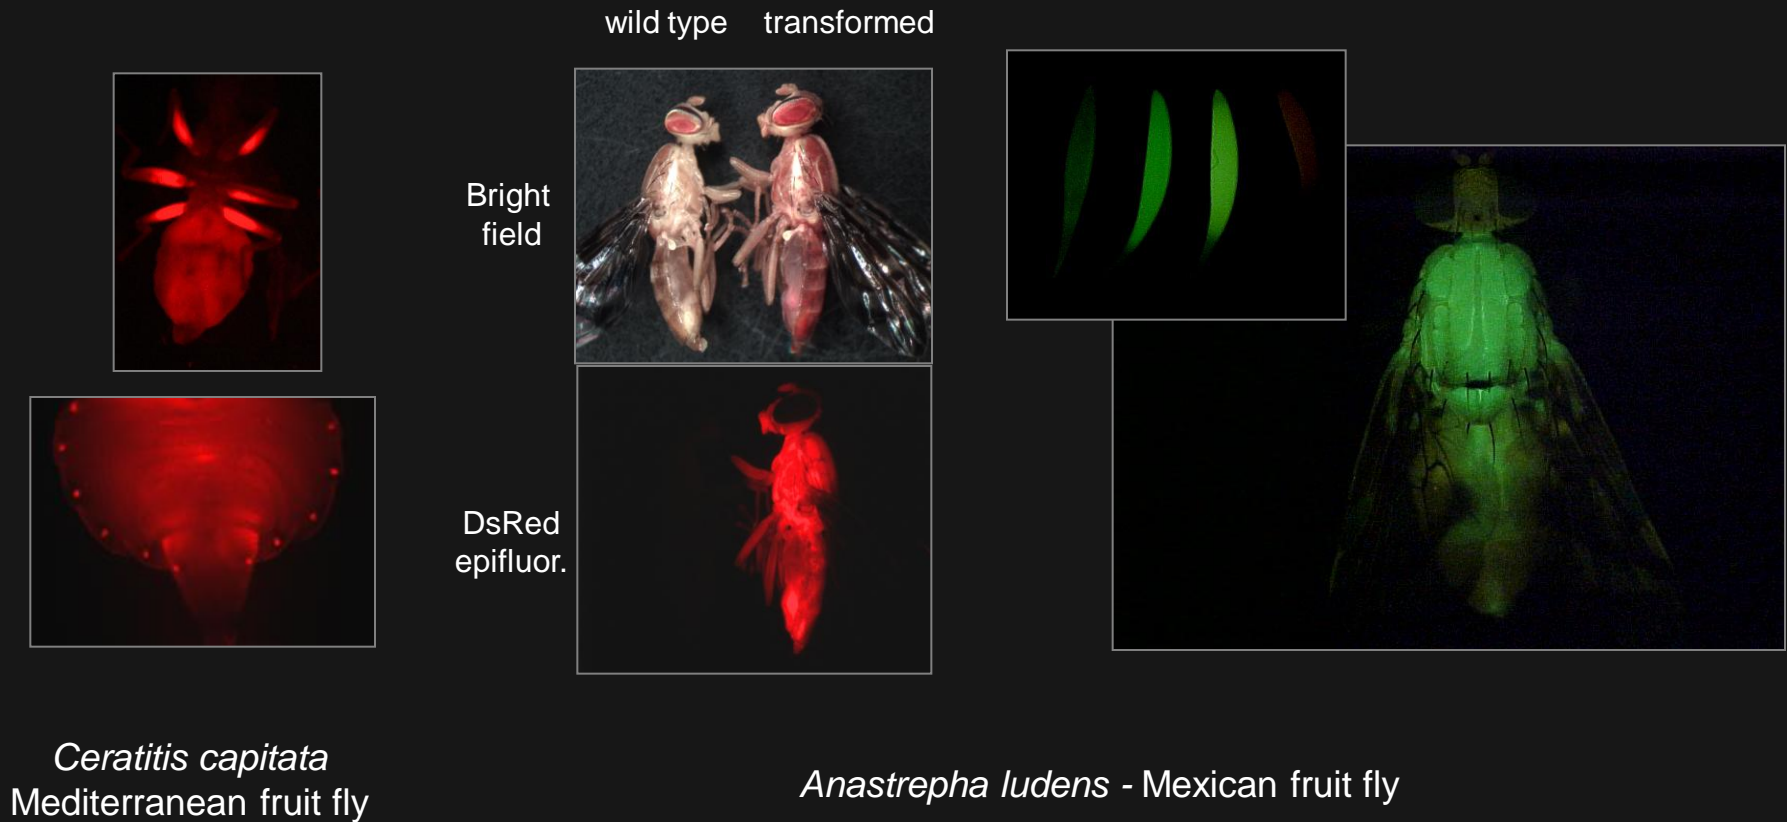 wild type transformed
Bright
field
DsRed
epifluor.
Ceratitis capitata
Mediterranean fruit fly
Anastrepha ludens - Mexican fruit fly